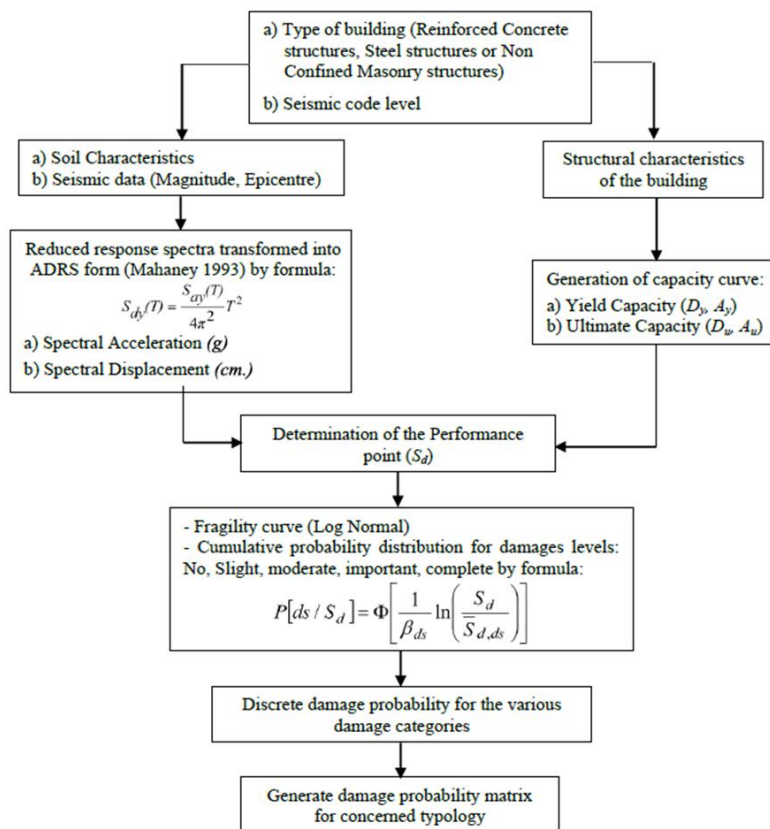 a) Type of building (Reinforced Concrete
structures, Steel structures or Non
Confined Masonry structures)
b) Seismic code level
a) Soil Characteristics
b) Seismic data (Magnitude, Epicentre)
Structural characteristics
of the building
Reduced response spectra transformed into
ADRS form (Mahaney 1993) by formula:
S_dy(T) = S_ay(T) / 4π² T²
a) Spectral Acceleration (g)
b) Spectral Displacement (cm.)
Generation of capacity curve:
a) Yield Capacity (D_y, A_y)
b) Ultimate Capacity (D_u, A_u)
Determination of the Performance
point (S_d)
- Fragility curve (Log Normal)
- Cumulative probability distribution for damages levels:
No, Slight, moderate, important, complete by formula:
P[ds / S_d] = Φ[1/β_ds ln(S_d / S̅_d,ds)]
Discrete damage probability for the various
damage categories
Generate damage probability matrix
for concerned typology